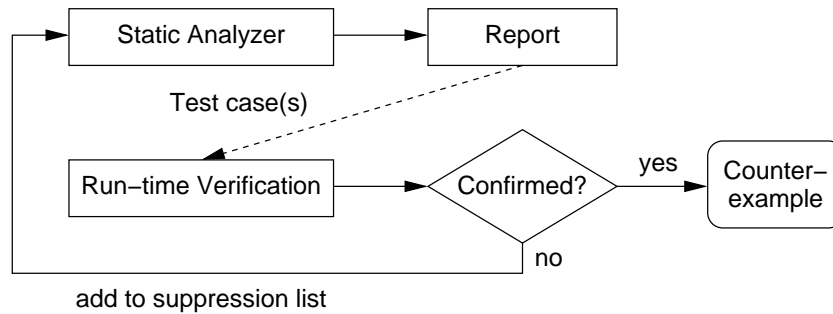 Static Analyzer
Report
Test case(s)
Run−time Verification
Confirmed?
yes
Counter−
example
no
add to suppression list